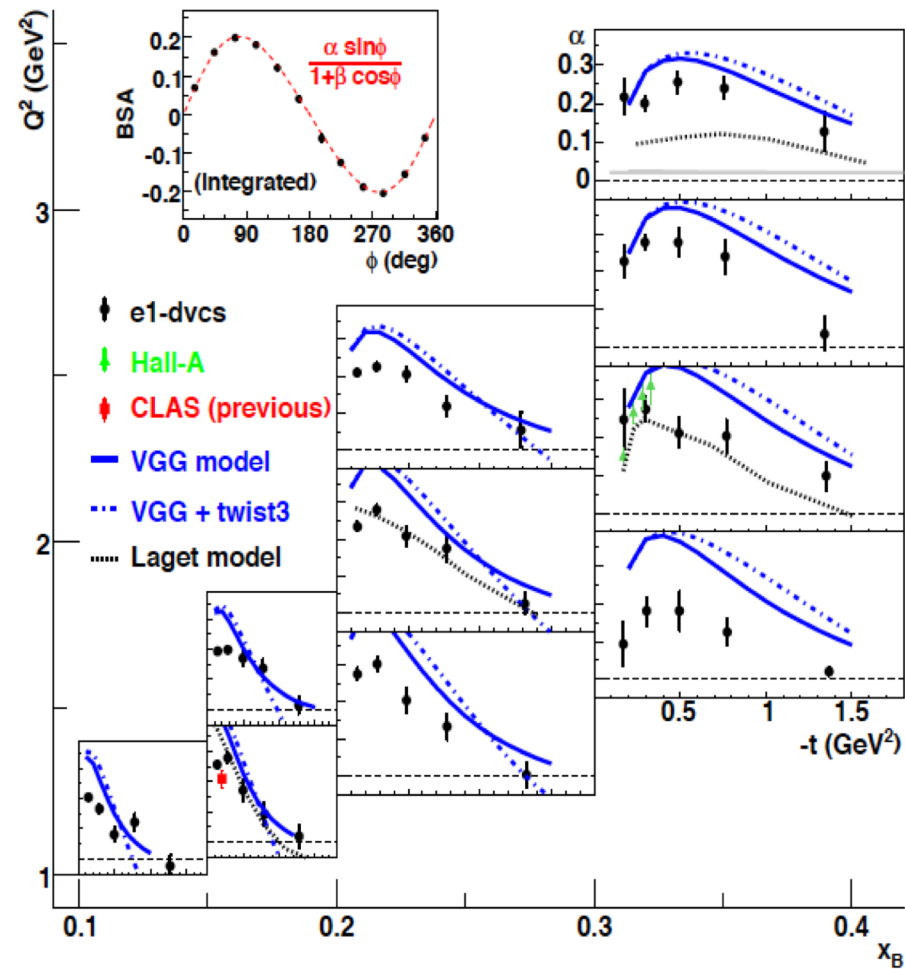 Q² (GeV²)
3
2
1
0.1 0.2 0.3 0.4
x_B
BSA
0.2
0.1
0
-0.1
-0.2
(Integrated)
α sinϕ
1+β cosϕ
0 90 180 270 360
ϕ (deg)
e1-dvcs
Hall-A
CLAS (previous)
VGG model
VGG + twist3
Laget model
α
0.3
0.2
0.1
0
0.5 1 1.5
-t (GeV²)